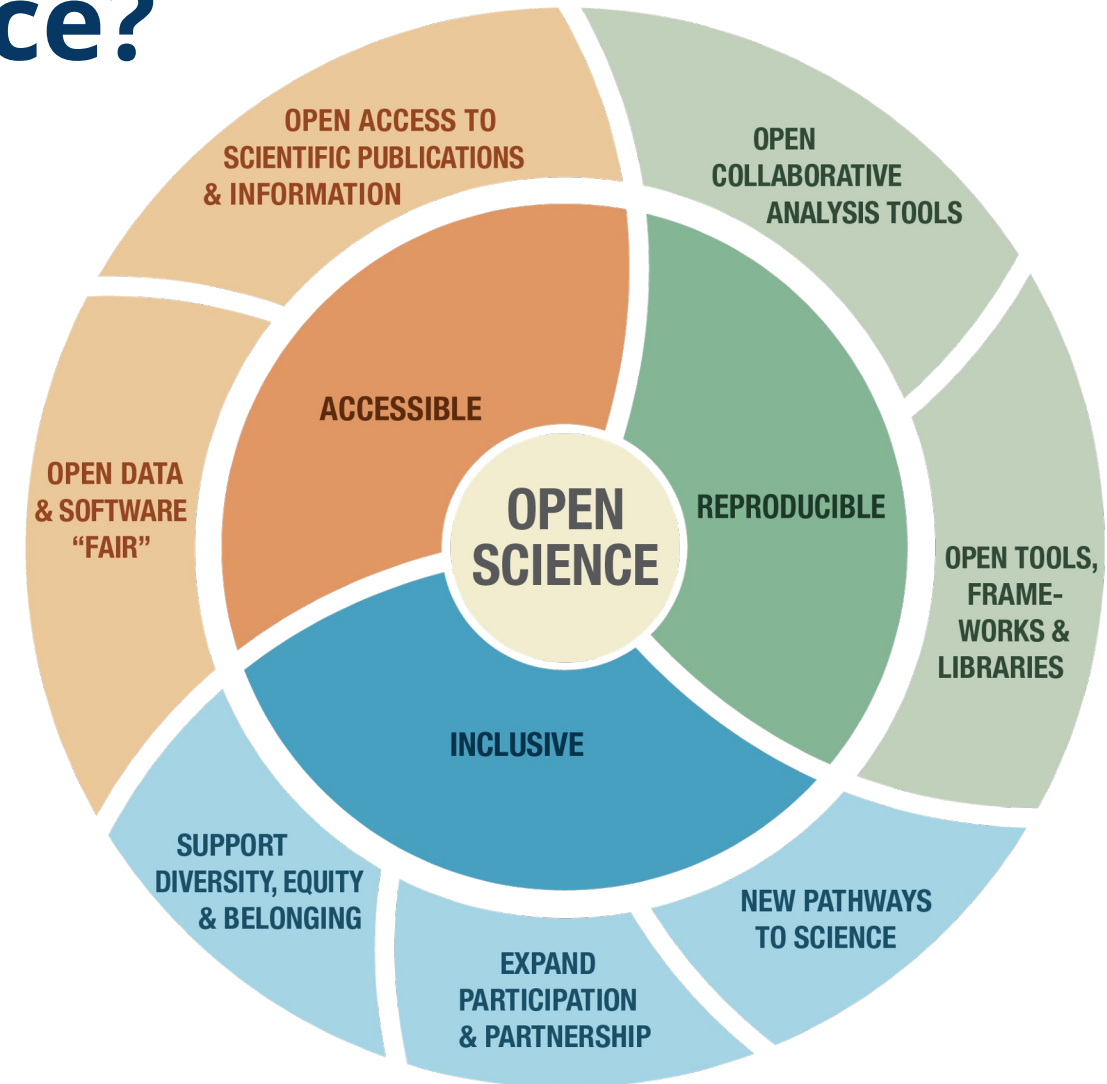 ce?
OPEN ACCESS TO
SCIENTIFIC PUBLICATIONS
& INFORMATION
OPEN
COLLABORATIVE
ANALYSIS TOOLS
ACCESSIBLE
OPEN DATA
& SOFTWARE
“FAIR”
OPEN
SCIENCE
REPRODUCIBLE
OPEN TOOLS,
FRAME-
WORKS &
LIBRARIES
INCLUSIVE
SUPPORT
DIVERSITY, EQUITY
& BELONGING
EXPAND
PARTICIPATION
& PARTNERSHIP
NEW PATHWAYS
TO SCIENCE